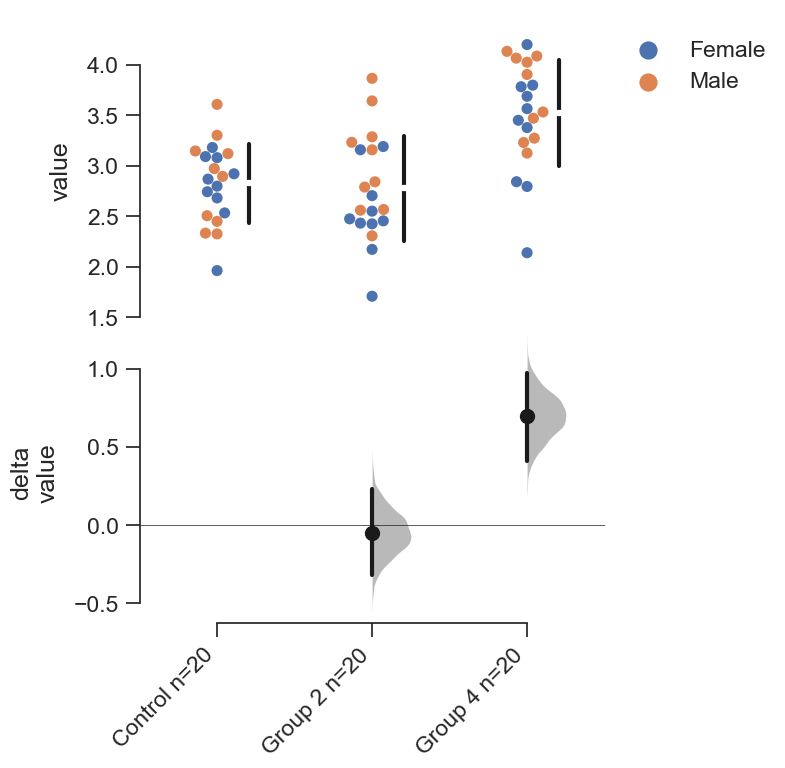 Female
Male
value
4.0
3.5
3.0
2.5
2.0
1.5
delta
value
1.0
0.5
0.0
−0.5
Control n=20
Group 2 n=20
Group 4 n=20